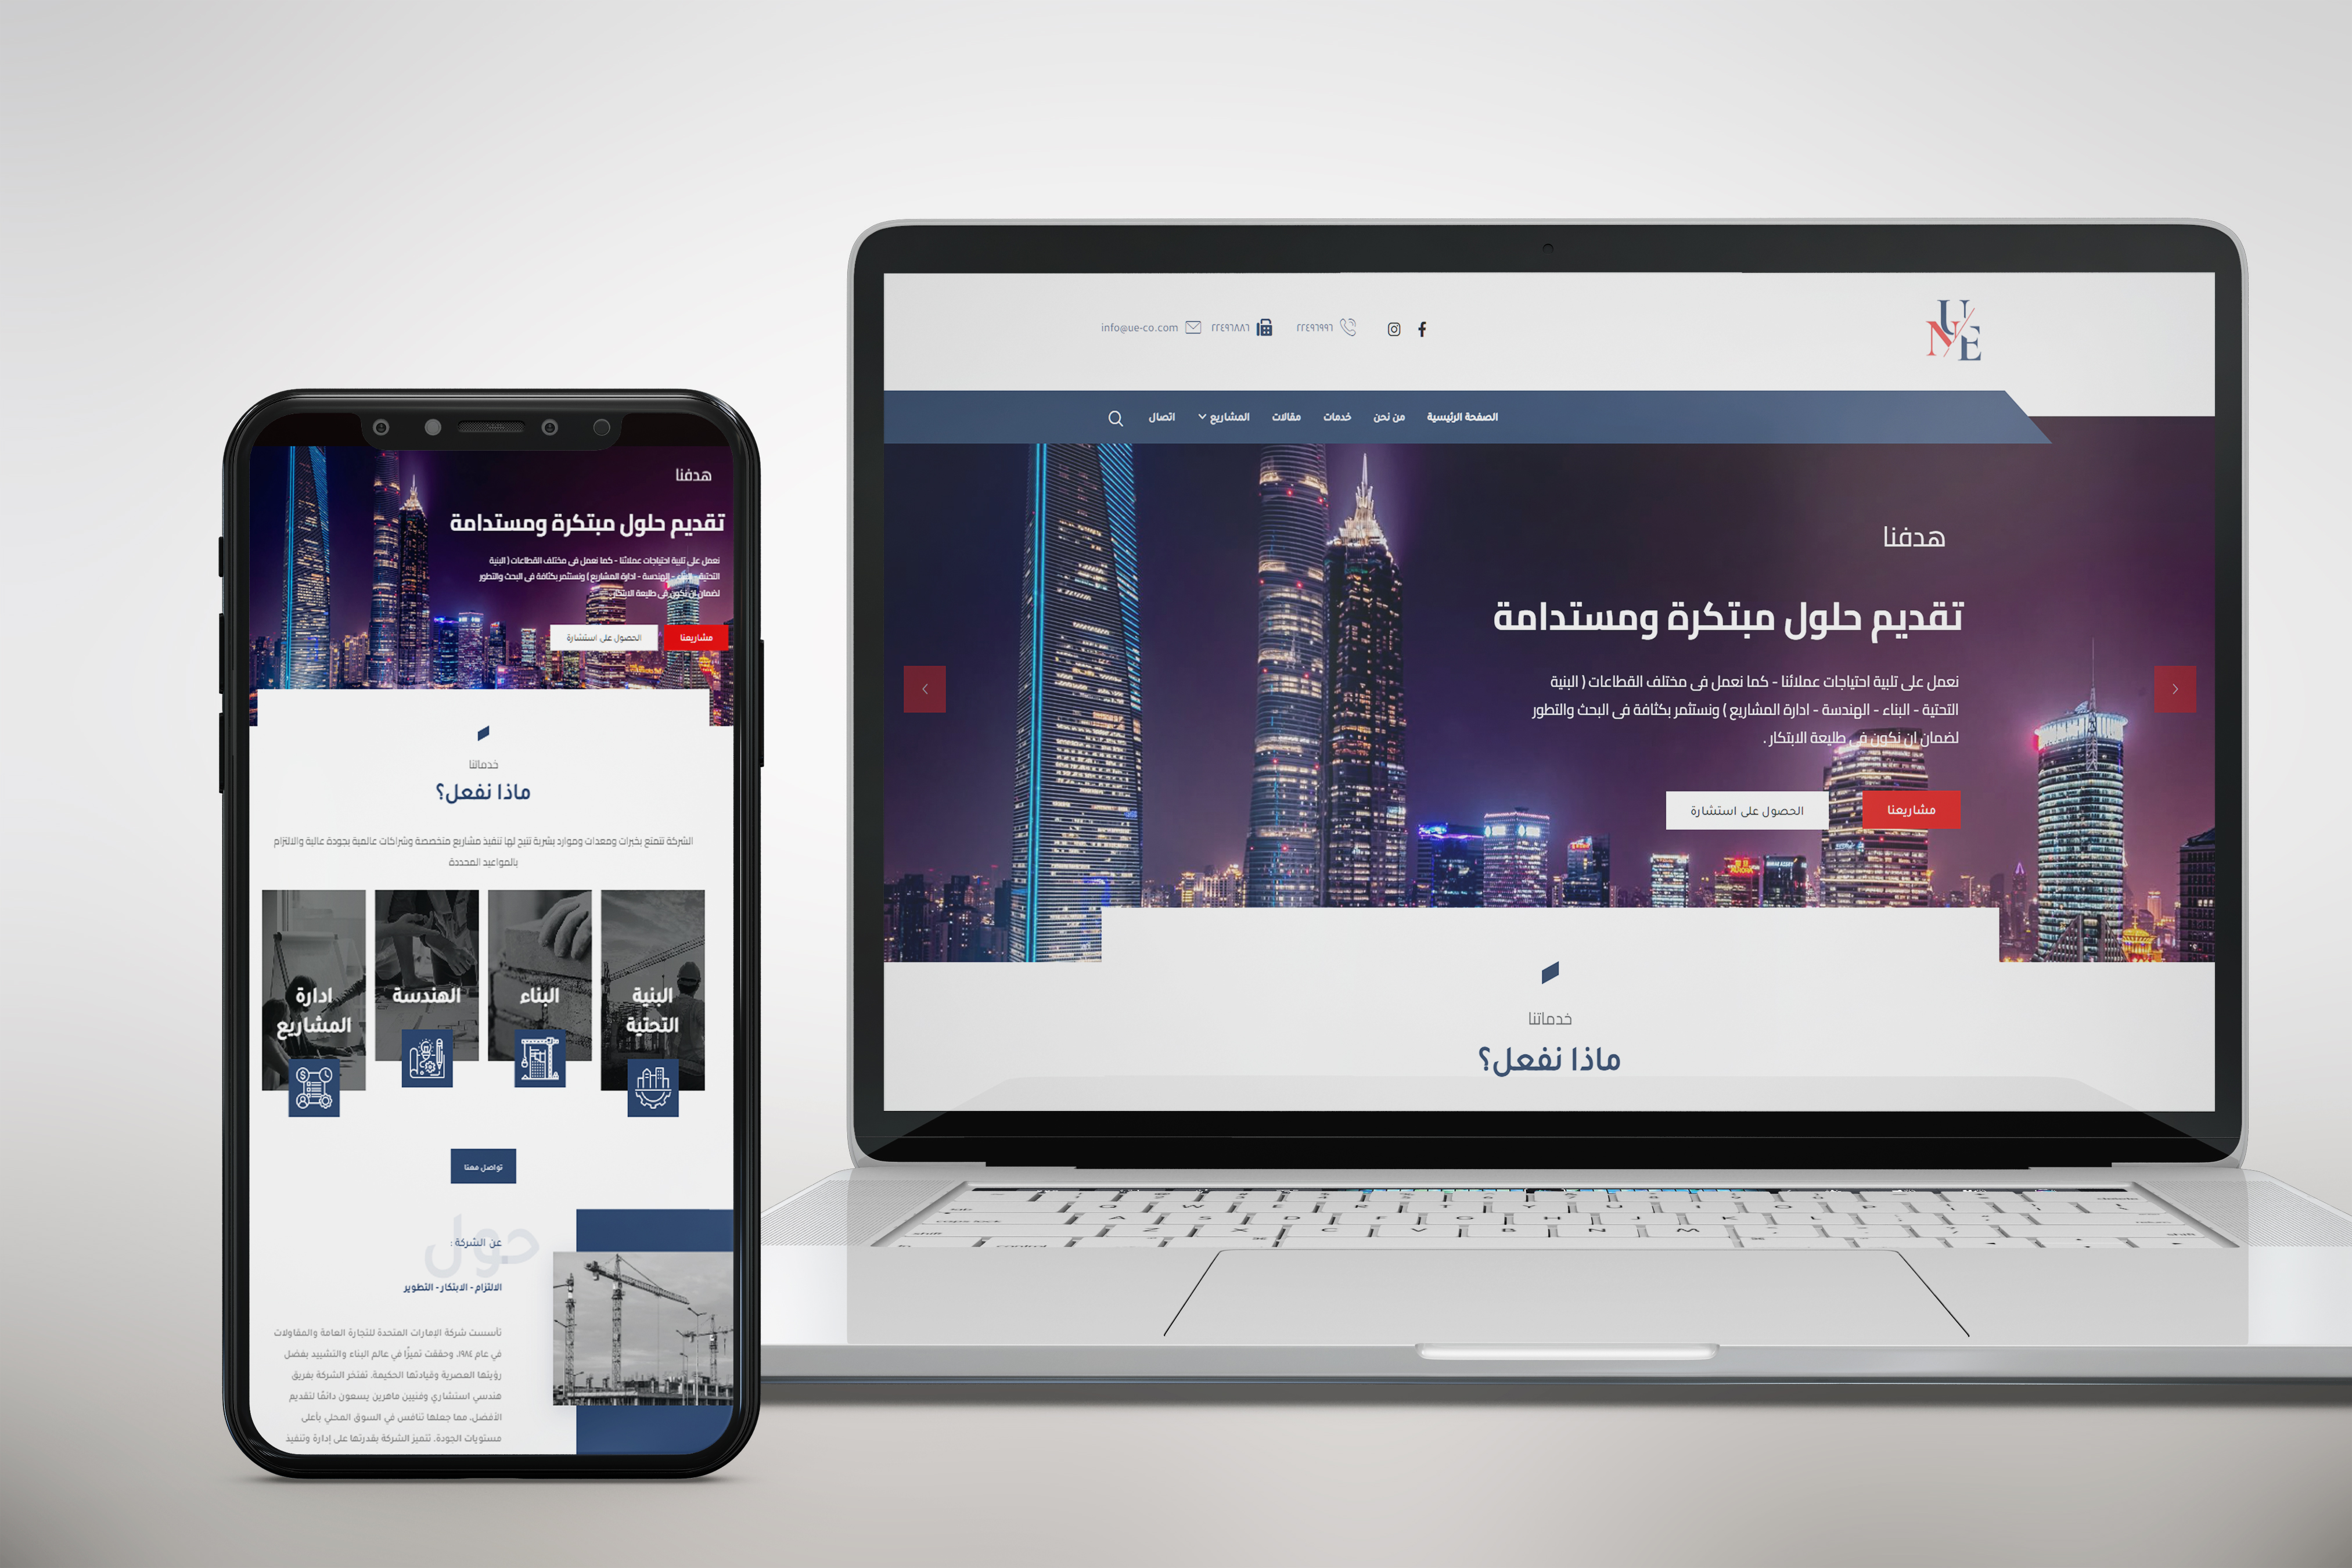 هدفنا
تقديم حلول مبتكرة ومستدامة
نعمل على تلبية احتياجات عملائنا - كما نعمل فى مختلف القطاعات ( البنية
التحتية - البناء - الهندسة - ادارة المشاريع ) ونستثمر بكثافة فى البحث والتطور
لضمان ان نكون فى طليعة الابتكار .
مشاريعنا
الحصول على استشارة
خدماتنا
ماذا نفعل؟
الشركة تتمتع بخبرات ومعدات وموارد بشرية تتيح لها تنفيذ مشاريع متخصصة وشراكات عالمية بجودة عالية والالتزام
بالمواعيد المحددة
البنية
التحتية
البناء
الهندسة
ادارة
المشاريع
تواصل معنا
حول
عن الشركة :
الالتزام - الابتكار - التطوير
تأسست شركة الإمارات المتحدة للتجارة العامة والمقاولات
في عام ١٩٨٤، وحققت تميزًا في عالم البناء والتشييد بفضل
رؤيتها العصرية وقيادتها الحكيمة. تفتخر الشركة بفريق
هندسي استشاري وفنيين ماهرين يسعون دائمًا لتقديم
الأفضل، مما جعلها تنافس في السوق المحلي بأعلى
مستويات الجودة. تتميز الشركة بقدرتها على إدارة وتنفيذ
UNE
٢٢٤٩٦٩٩٦
٢٢٤٩٦٨٨٦
info@ue-co.com
الصفحة الرئيسية
من نحن
خدمات
مقالات
المشاريع
اتصال
هدفنا
تقديم حلول مبتكرة ومستدامة
نعمل على تلبية احتياجات عملائنا - كما نعمل فى مختلف القطاعات ( البنية
التحتية - البناء - الهندسة - ادارة المشاريع ) ونستثمر بكثافة فى البحث والتطور
لضمان ان نكون فى طليعة الابتكار .
مشاريعنا
الحصول على استشارة
خدماتنا
ماذا نفعل؟